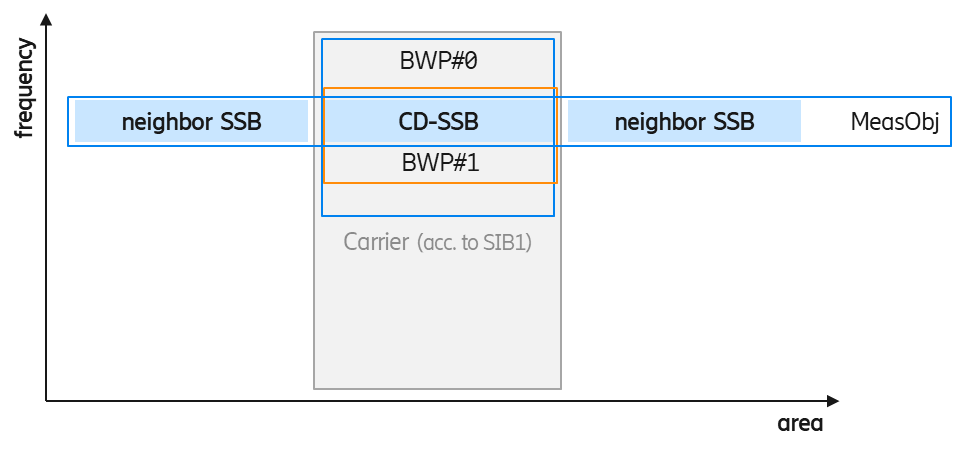 frequency
BWP#0
neighbor SSB
CD-SSB
neighbor SSB
MeasObj
BWP#1
Carrier (acc. to SIB1)
area